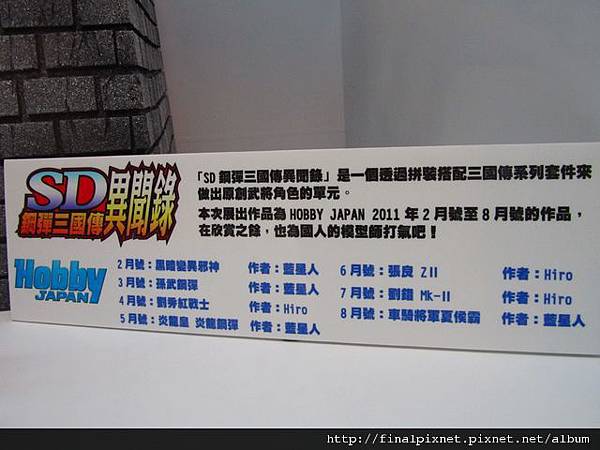 SD
鋼彈三國傳
異聞錄
「SD 鋼彈三國傳異聞錄」是一個透過拼裝搭配三國傳系列套件來
做出原創武將角色的單元。
本次展出作品為 HOBBY JAPAN 2011 年 2 月號至 8 月號的作品，
在欣賞之餘，也為國人的模型師打氣吧！
Hobby
JAPAN
2 月號：黑暗變異邪神 作者：藍星人
3 月號：孫武鋼彈 作者：藍星人
4 月號：劉秀紅戰士 作者：Hiro
5 月號：炎龍皇 炎龍鋼彈 作者：藍星人
6 月號：張良 ZII 作者：Hiro
7 月號：劉錯 Mk-II 作者：Hiro
8 月號：車騎將軍夏侯霸 作者：藍星人
http://finalpixnet.pixnet.net/album